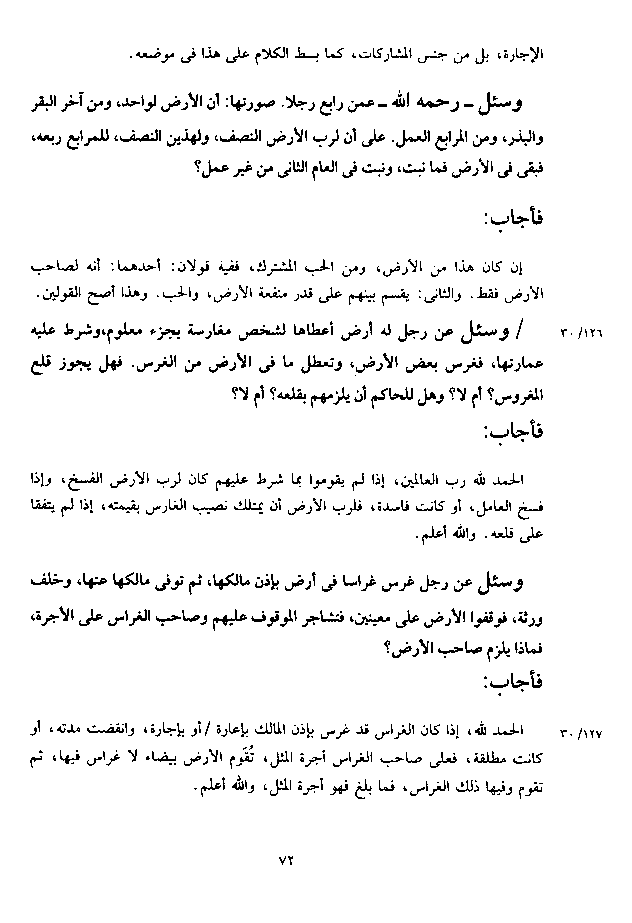 الإجارة، بل من جنس المشاركات، كما بسط الكلام على هذا فى موضعه.
وسئل ـ رحمه الله ـ عمن رابع رجلا. صورتها: أن الأرض لواحد، ومن آخر البقر
والبذر، ومن المرابع العمل. على أن لرب الأرض النصف، ولهذين النصف، للمرابع ربعه،
فبقى فى الأرض فما نبت، ونبت فى العام الثانى من غير عمل؟
فأجاب:
إن كان هذا من الأرض، ومن الحب المشترك، ففيه قولان: أحدهما: أنه لصاحب
الأرض فقط. والثانى: يقسم بينهم على قدر منفعة الأرض، والحب. وهذا أصح القولين.
٣٠/١٢٦ / وسئل عن رجل له أرض أعطاها لشخص مغارسة بجزء معلوم،وشرط عليه
عمارتها، فغرس بعض الأرض، وتعطل ما فى الأرض من الغرس. فهل يجوز قلع
المغروس؟ أم لا؟ وهل للحاكم أن يلزمهم بقلعه؟ أم لا؟
فأجاب:
الحمد لله رب العالمين، إذا لم يقوموا بما شرط عليهم كان لرب الأرض الفسخ، وإذا
فسخ العامل، أو كانت فاسدة، فلرب الأرض أن يمتلك نصيب الغارس بقيمته، إذا لم يتفقا
على قلعه. والله أعلم.
وسئل عن رجل غرس غراسا فى أرض بإذن مالكها، ثم توفى مالكها عنها، وخلف
ورثة، فوقفوا الأرض على معينين، فتشاجر الموقوف عليهم وصاحب الغراس على الأجرة،
فماذا يلزم صاحب الأرض؟
فأجاب:
٣٠/١٢٧ الحمد لله، إذا كان الغراس قد غرس بإذن المالك بإعارة /أو بإجارة، وانقضت مدته، أو
كانت مطلقة، فعلى صاحب الغراس أجرة المثل، تُقَوم الأرض بيضاء لا غراس فيها، ثم
تقوم وفيها ذلك الغراس، فما بلغ فهو أجرة المثل، والله أعلم.
٧٢